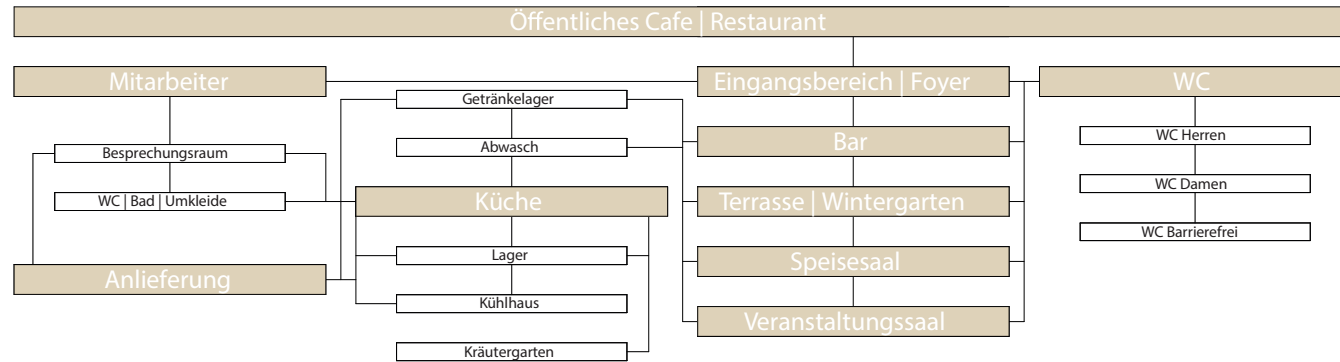 Öffentliches Cafe | Restaurant
Mitarbeiter
Eingangsbereich | Foyer
WC
Getränkelager
Bar
WC Herren
Besprechungsraum
Abwasch
WC Damen
WC | Bad | Umkleide
Küche
Terrasse | Wintergarten
WC Barrierefrei
Lager
Speisesaal
Anlieferung
Kühlhaus
Veranstaltungssaal
Kräutergarten